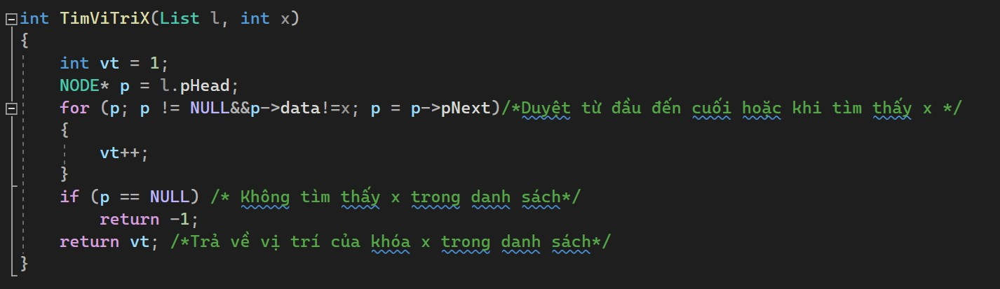 int TimViTriX(List l, int x)
{
    int vt = 1;
    NODE* p = l.pHead;
    for (p; p != NULL&&p->data!=x; p = p->pNext)/*Duyệt từ đầu đến cuối hoặc khi tìm thấy x */
    {
        vt++;
    }
    if (p == NULL) /* Không tìm thấy x trong danh sách*/
        return -1;
    return vt; /*Trả về vị trí của khóa x trong danh sách*/
}